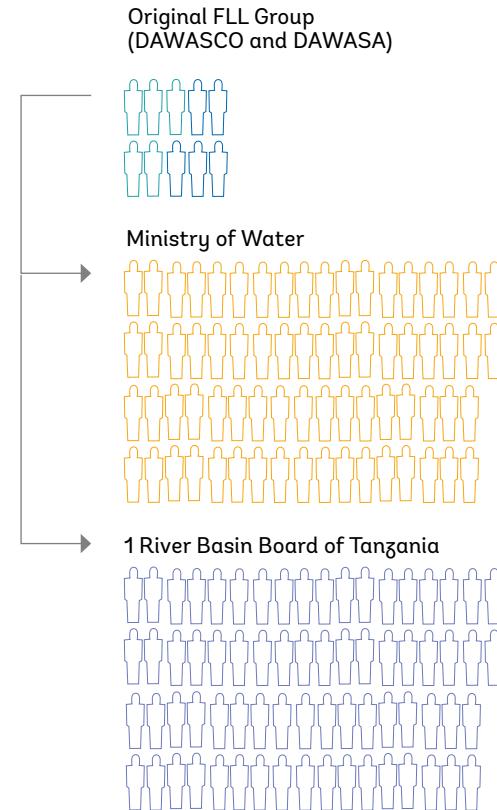 Original FLL Group
(DAWASCO and DAWASA)
Ministry of Water
1 River Basin Board of Tanzania